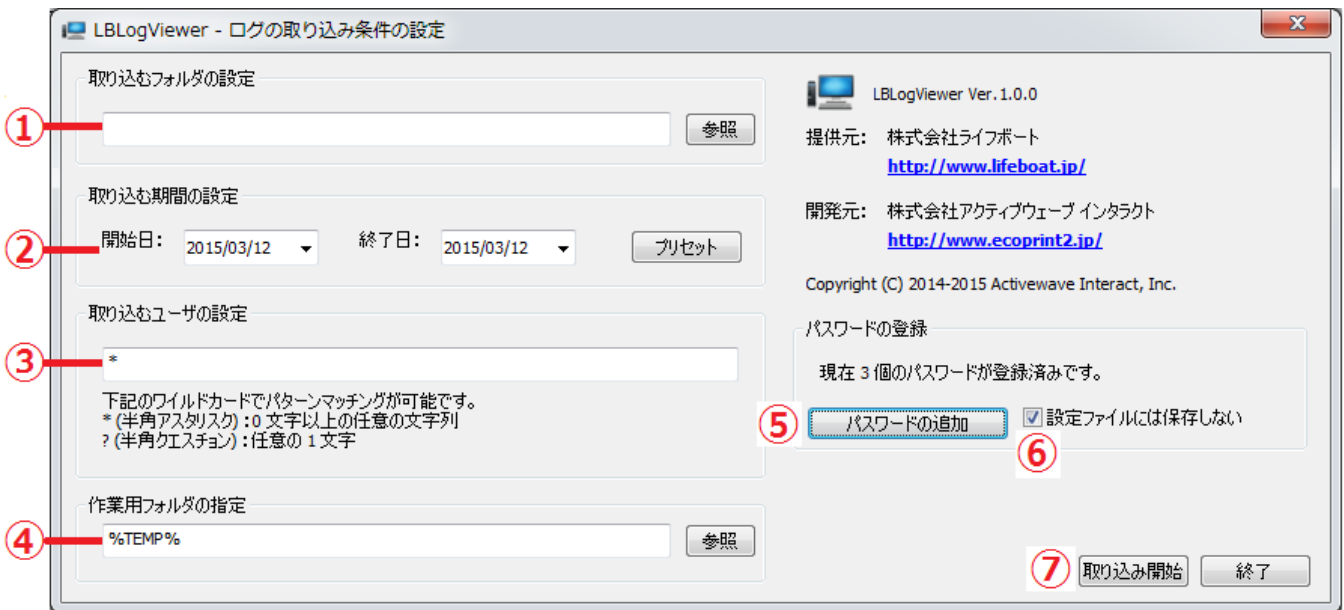 LBLogViewer - ログの取り込み条件の設定
取り込むフォルダの設定
① 参照
取り込む期間の設定
② 開始日: 2015/03/12 終了日: 2015/03/12 プリセット
取り込むユーザの設定
③ *
下記のワイルドカードでパターンマッチングが可能です。
* (半角アスタリスク) : 0 文字以上の任意の文字列
? (半角クエスチョン) : 任意の 1 文字
作業用フォルダの指定
④ %TEMP% 参照
LBLogViewer Ver.1.0.0
提供元: 株式会社ライフボート
http://www.lifeboat.jp/
開発元: 株式会社アクティブウェーブ インタラクト
http://www.ecoprint2.jp/
Copyright (C) 2014-2015 Activewave Interact, Inc.
パスワードの登録
現在 3 個のパスワードが登録済みです。
⑤ パスワードの追加 設定ファイルには保存しない
⑥
⑦ 取り込み開始 終了